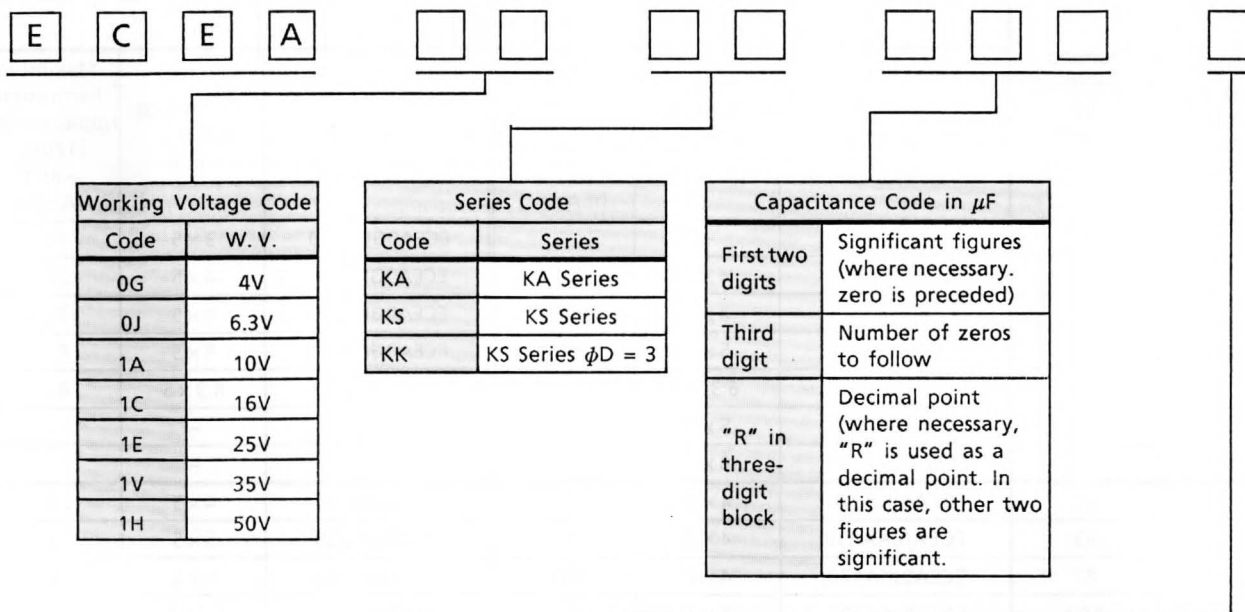 E C E A
Working Voltage Code
Code W.V.
0G 4V
0J 6.3V
1A 10V
1C 16V
1E 25V
1V 35V
1H 50V
Series Code
Code Series
KA KA Series
KS KS Series
KK KS Series ϕD = 3
Capacitance Code in μF
First two
digits
Significant figures
(where necessary.
zero is preceded)
Third
digit
Number of zeros
to follow
"R" in
three-
digit
block
Decimal point
(where necessary,
"R" is used as a
decimal point. In
this case, other two
figures are
significant.